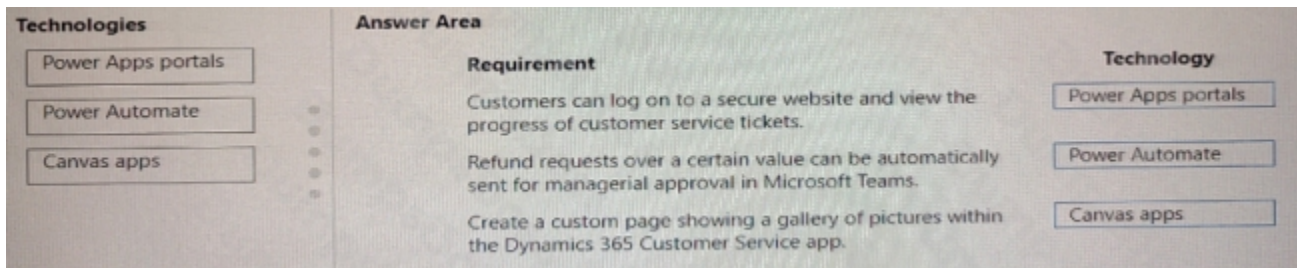 Technologies
Power Apps portals
Power Automate
Canvas apps
Answer Area
Requirement
Technology
Customers can log on to a secure website and view the
progress of customer service tickets.
Power Apps portals
Refund requests over a certain value can be automatically
sent for managerial approval in Microsoft Teams.
Power Automate
Create a custom page showing a gallery of pictures within
the Dynamics 365 Customer Service app.
Canvas apps